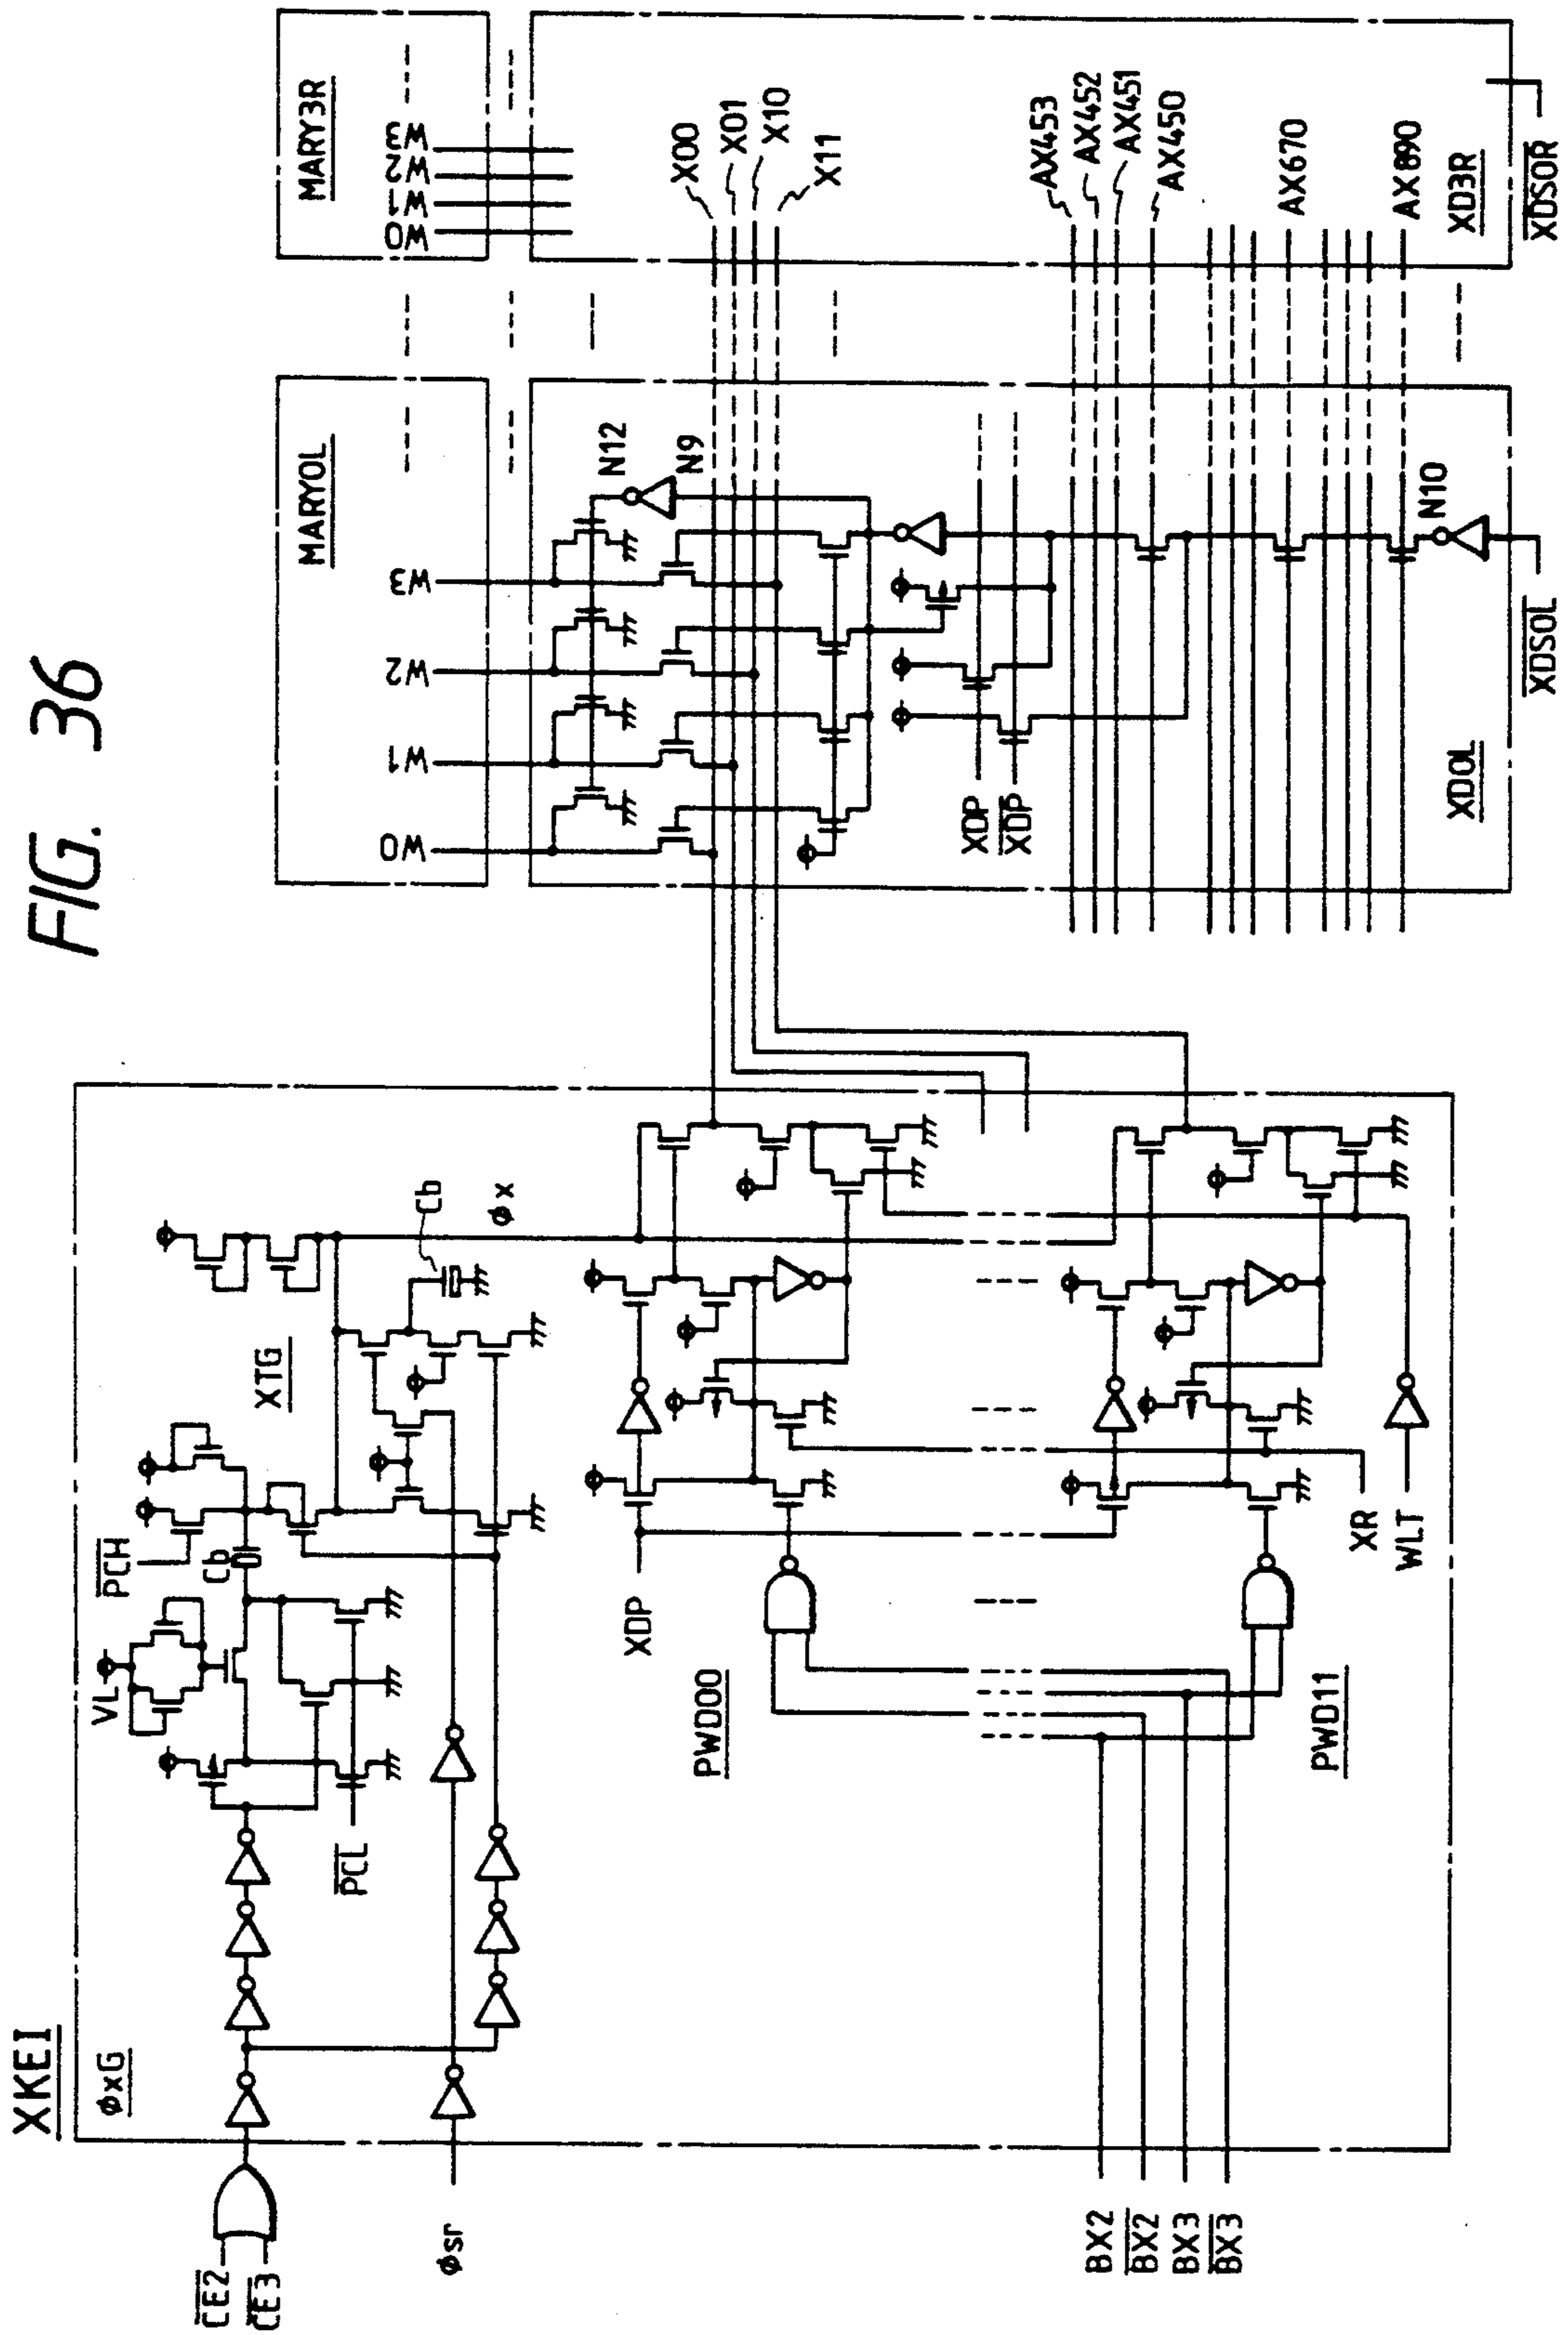 FIG. 36
XKEI
φxG
CE2
CE3
φsr
PCL
VL
PCH
Cb
XTG
Cb
φx
XDP
PWD00
PWD11
XR
WLT
BX2
BX2
BX3
BX3
MARY0L
W0
W1
W2
W3
N12
N9
XDP
XDP
N10
XD0L
XDS0L
MARY3R
W0
W1
W2
W3
X00
X01
X10
X11
AX453
AX452
AX451
AX450
AX670
AX890
XD3R
XDS0R